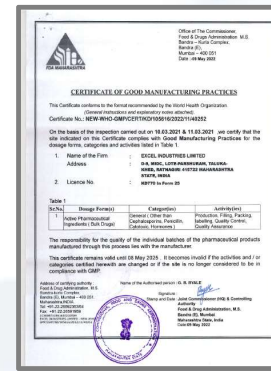 Office of The Commissioner,
Food & Drugs Administration M.S.
Bandra – Kurla Complex,
Bandra (E),
Mumbai – 400 051
Date :09 May 2022
FDA MAHARASHTRA
CERTIFICATE OF GOOD MANUFACTURING PRACTICES
This Certificate conforms to the format recommended by the World Health Organization
(General instructions and explanatory notes attached)
Certificate No.: NEW-WHO-GMP/CERT/KD/105616/2022/11/40252
On the basis of the inspection carried out on 10.03.2021 & 11.03.2021 ,we certify that the
site indicated on this Certificate complies with Good Manufacturing Practices for the
dosage forms, categories and activities listed in Table 1.
1. Name of the Firm : EXCEL INDUSTRIES LIMITED
Address : D-9, MIDC, LOTE-PARSHURAM, TALUKA-
KHED, RATNAGIRI 415722 MAHARASHTRA
STATE, INDIA
2. Licence No. : KD770 in Form 25
Table 1
Sr.No. Dosage Form(s) Categor(ies) Activity(ies)
1 Active Pharmaceutical Ingredients ( Bulk Drugs) General ( Other than Cephalosporins, Penicillin, Cytotoxic, Hormones ) Production, Filling, Packing, labelling, Quality Control, Quality Assurance
The responsibility for the quality of the individual batches of the pharmaceutical products
manufactured through this process lies with the manufacturer.
This certificate remains valid until 08 May 2025 . It becomes invalid if the activities and / or
categories certified herewith are changed or if the site is no longer considered to be in
compliance with GMP.
Address of certifying authority :
Food & Drug Administration, M.S.
Bandra Kurla Complex,
Bandra (E), Mumbai – 400 051
Maharashtra,INDIA
Name of the Authorised person : G. B. BYALE
Signature :
Stamp and Date Joint Commissioner (HQ) & Controlling
Authority
Food & Drug Administration, M.S.
Bandra (E), Mumbai
Maharashtra State, India
Date:09 May 2022